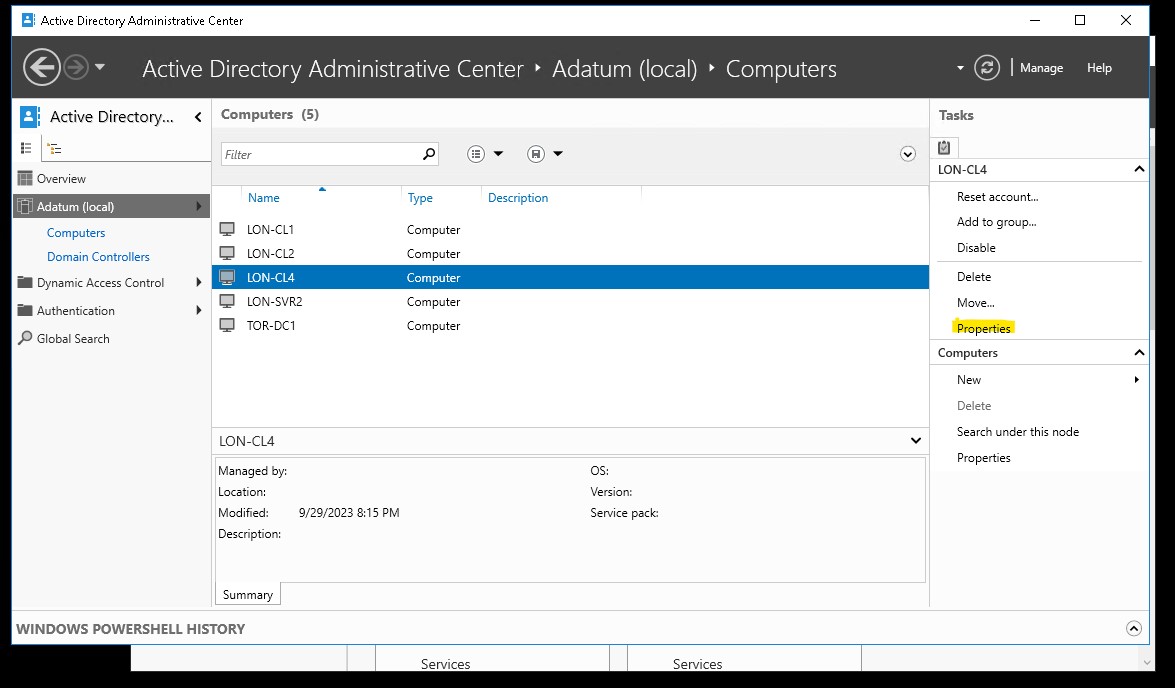 Active Directory Administrative Center
Active Directory Administrative Center • Adatum (local) • Computers
Manage
Help
Active Directory...
Overview
Adatum (local)
Computers
Domain Controllers
Dynamic Access Control
Authentication
Global Search
Computers (5)
Filter
Name Type Description
LON-CL1 Computer
LON-CL2 Computer
LON-CL4 Computer
LON-SVR2 Computer
TOR-DC1 Computer
LON-CL4
Managed by: OS:
Location: Version:
Modified: 9/29/2023 8:15 PM Service pack:
Description:
Summary
Tasks
LON-CL4
Reset account...
Add to group...
Disable
Delete
Move...
Properties
Computers
New
Delete
Search under this node
Properties
WINDOWS POWERSHELL HISTORY
Services Services